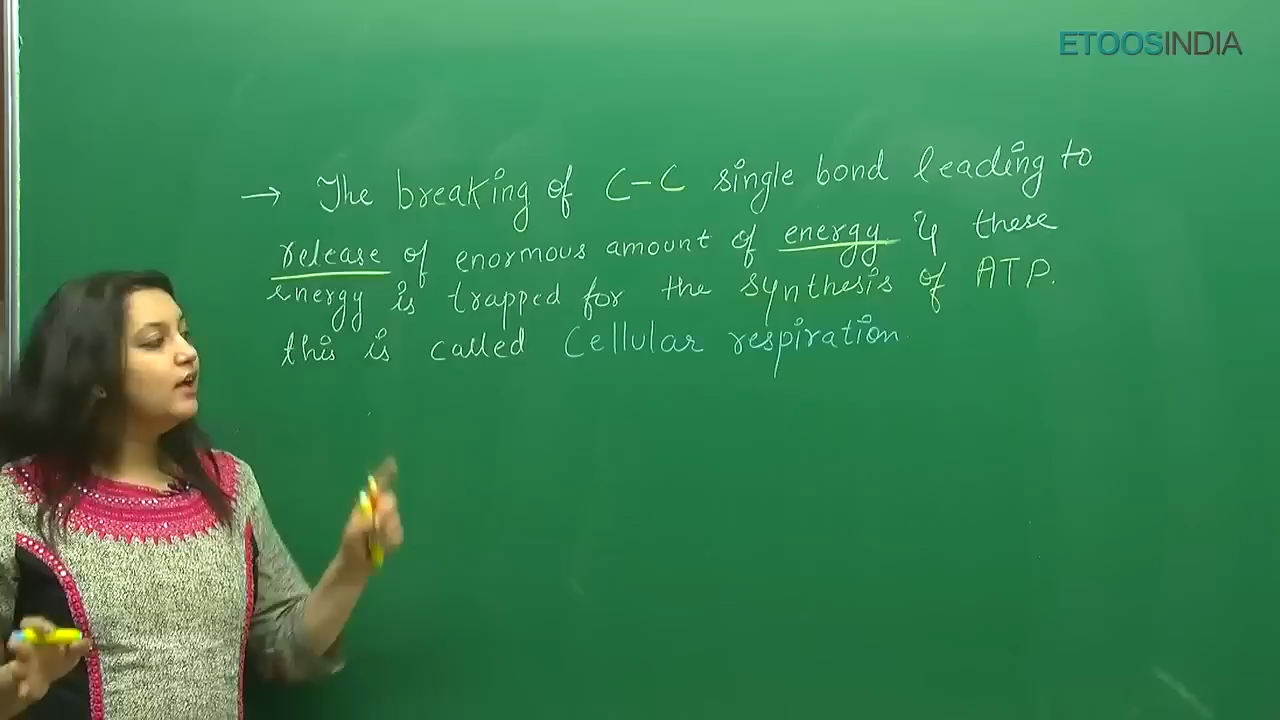 ETOOSINDIA
→ The breaking of C-C single bond leading to
release of enormous amount of energy & these
energy is trapped for the synthesis of ATP.
this is called Cellular respiration.